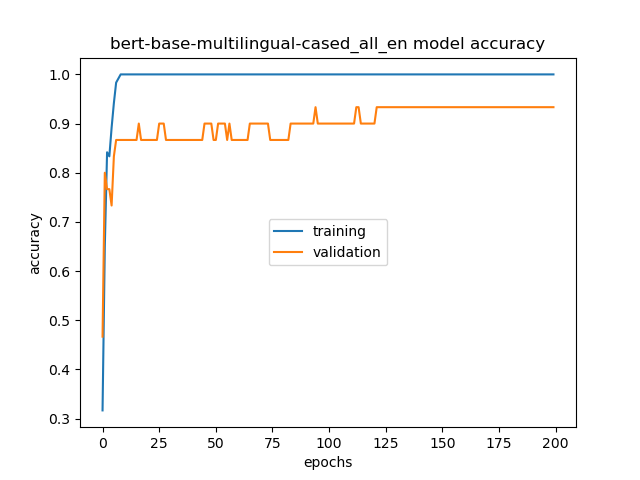 bert-base-multilingual-cased_all_en model accuracy
1.0
0.9
0.8
0.7
0.6
0.5
0.4
0.3
accuracy
training
validation
0 25 50 75 100 125 150 175 200
epochs